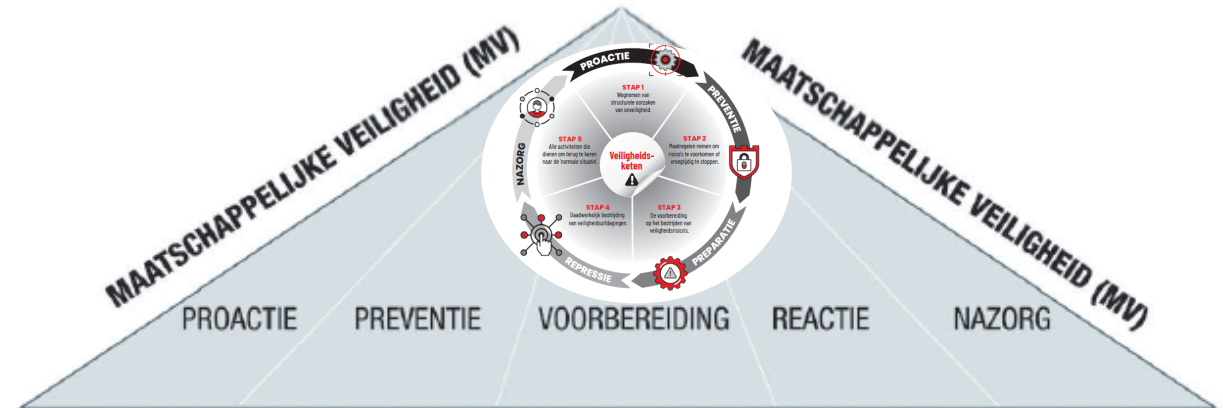 MAATSCHAPPELIJKE VEILIGHEID (MV)
MAATSCHAPPELIJKE VEILIGHEID (MV)
PROACTIE
PREVENTIE
PREPARATIE
REPRESSIE
NAZORG
STAP 1
Wegnemen van
structurele oorzaken
van onveiligheid.
STAP 2
Maatregelen nemen om
risico's te voorkomen of
vroegtijdig te stoppen.
STAP 3
De voorbereiding
op het bestrijden van
veiligheidsrisico's.
STAP 4
Daadwerkelijk bestrijding
van veiligheidsuitdagingen.
STAP 5
Alle activiteiten die
dienen om terug te keren
naar de 'normale situatie'.
Veiligheids-
keten
PROACTIE
PREVENTIE
VOORBEREIDING
REACTIE
NAZORG